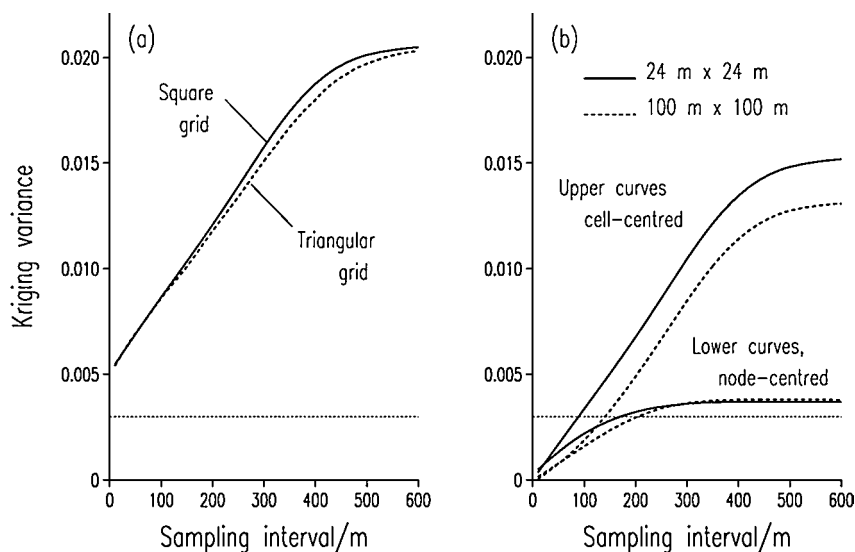 (a)
Kriging variance
0.020
0.015
0.010
0.005
0
Square
grid
Triangular
grid
0 100 200 300 400 500 600
Sampling interval/m
(b)
24 m x 24 m
100 m x 100 m
0.020
0.015
0.010
0.005
0
Upper curves
cell-centred
Lower curves,
node-centred
0 100 200 300 400 500 600
Sampling interval/m